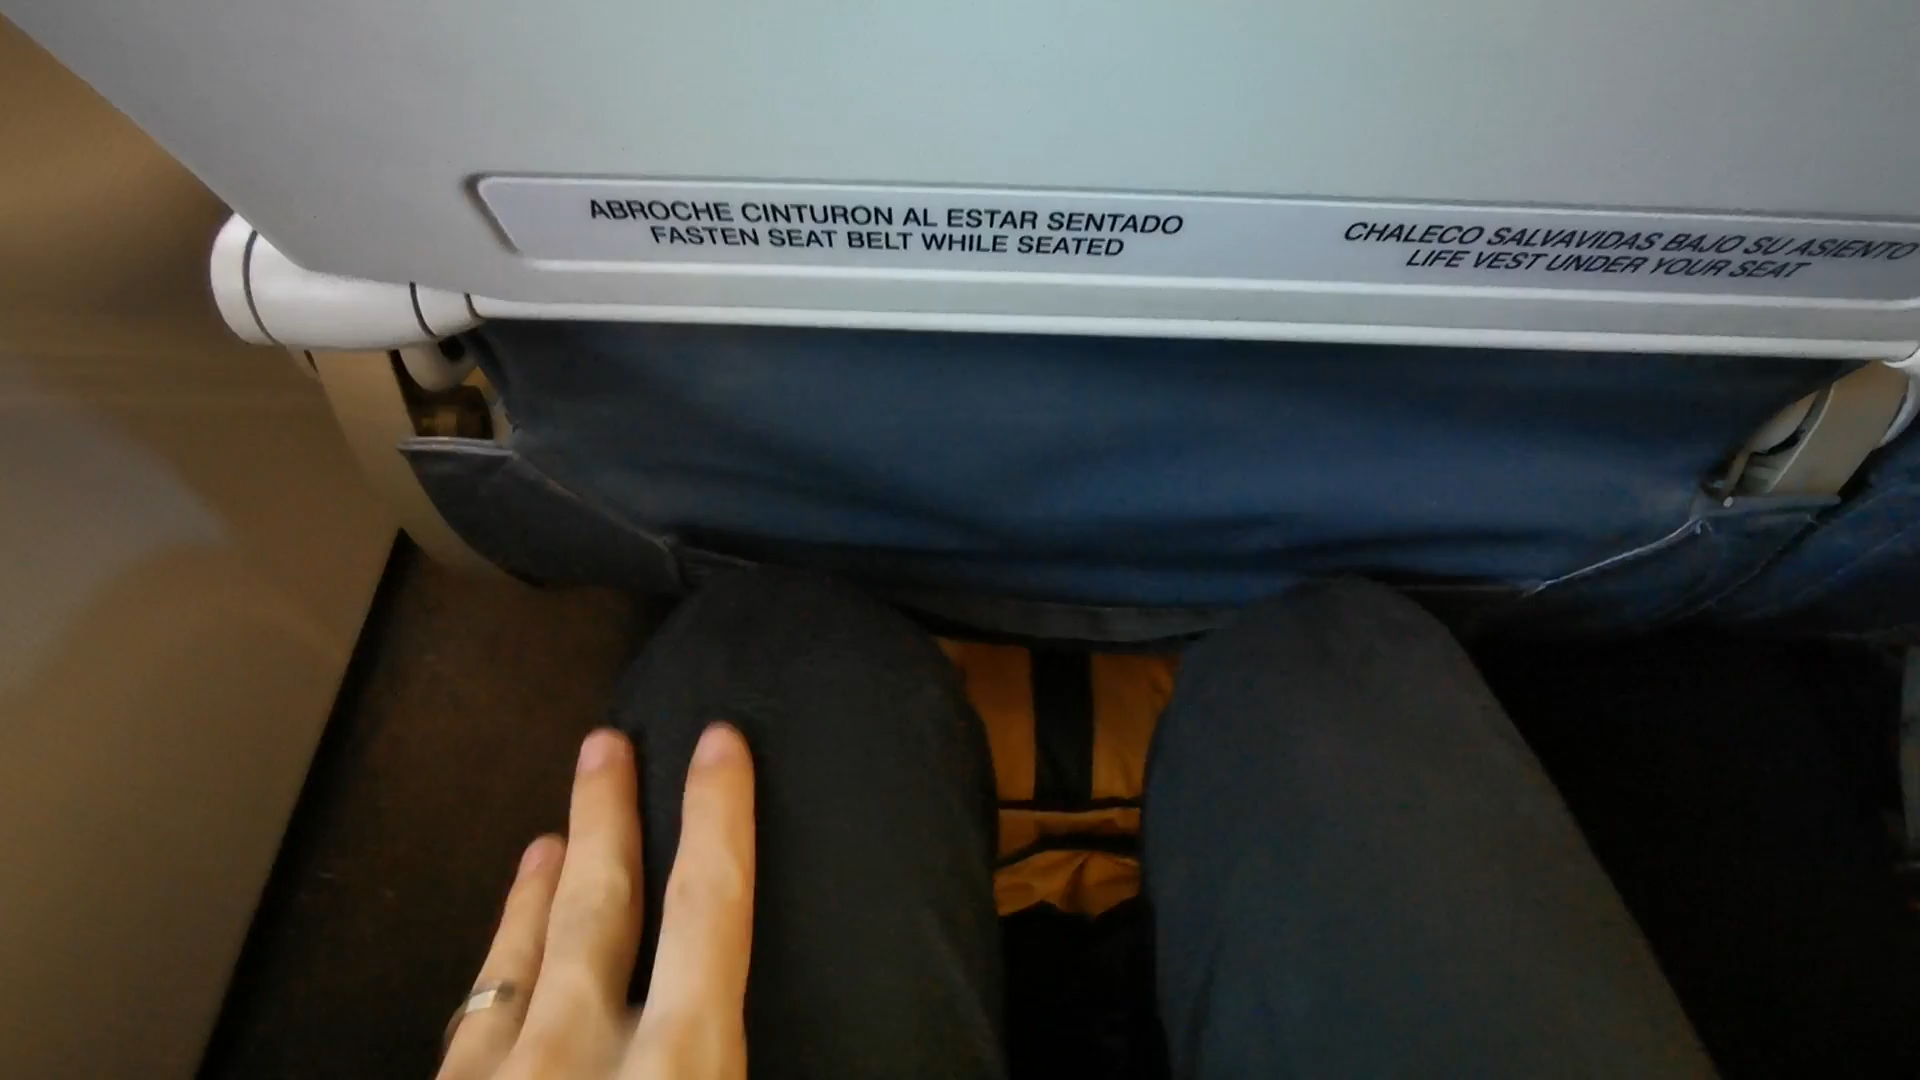 ABROCHE CINTURON AL ESTAR SENTADO
FASTEN SEAT BELT WHILE SEATED
CHALECO SALVAVIDAS BAJO SU ASIENTO
LIFE VEST UNDER YOUR SEAT